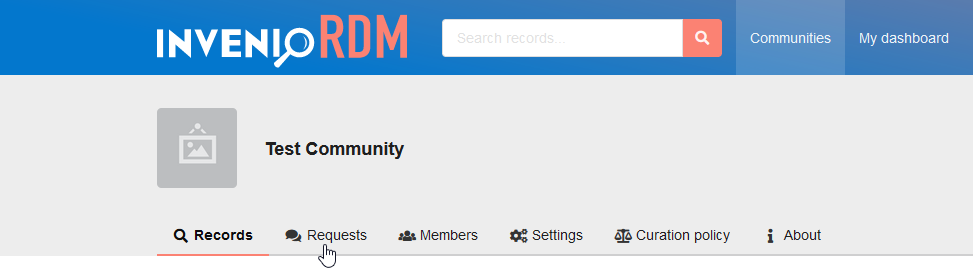 INVENIO RDM Search records... Communities My dashboard
Test Community
Records Requests Members Settings Curation policy About